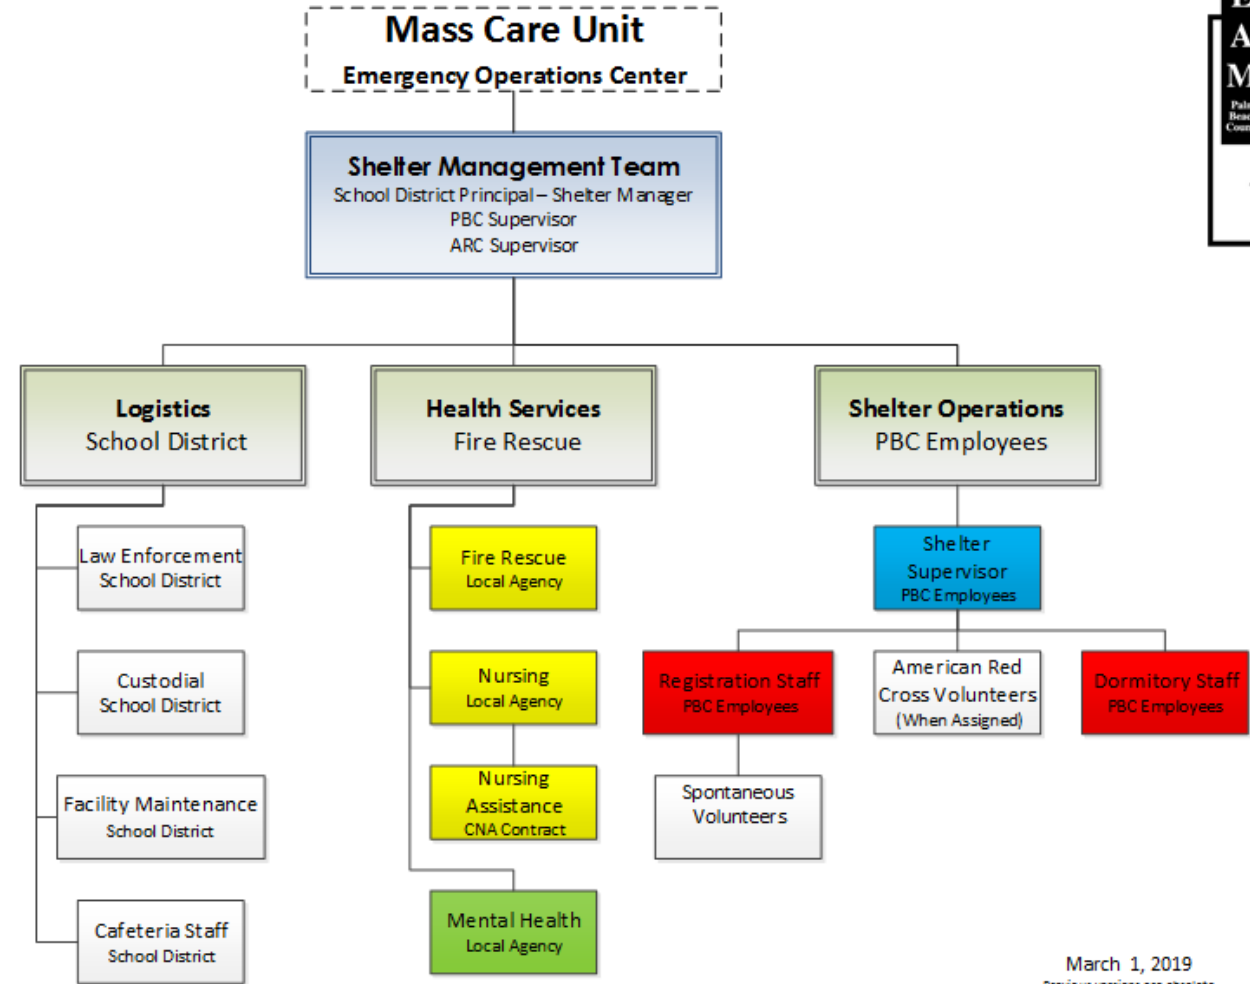 Mass Care Unit
Emergency Operations Center
A
M
Beac
Coun
Shelter Management Team
School District Principal – Shelter Manager
PBC Supervisor
ARC Supervisor
Logistics
School District
Health Services
Fire Rescue
Shelter Operations
PBC Employees
Law Enforcement
School District
Custodial
School District
Facility Maintenance
School District
Cafeteria Staff
School District
Fire Rescue
Local Agency
Nursing
Local Agency
Nursing
Assistance
CNA Contract
Mental Health
Local Agency
Shelter
Supervisor
PBC Employees
Registration Staff
PBC Employees
American Red
Cross Volunteers
(When Assigned)
Dormitory Staff
PBC Employees
Spontaneous
Volunteers
March 1, 2019